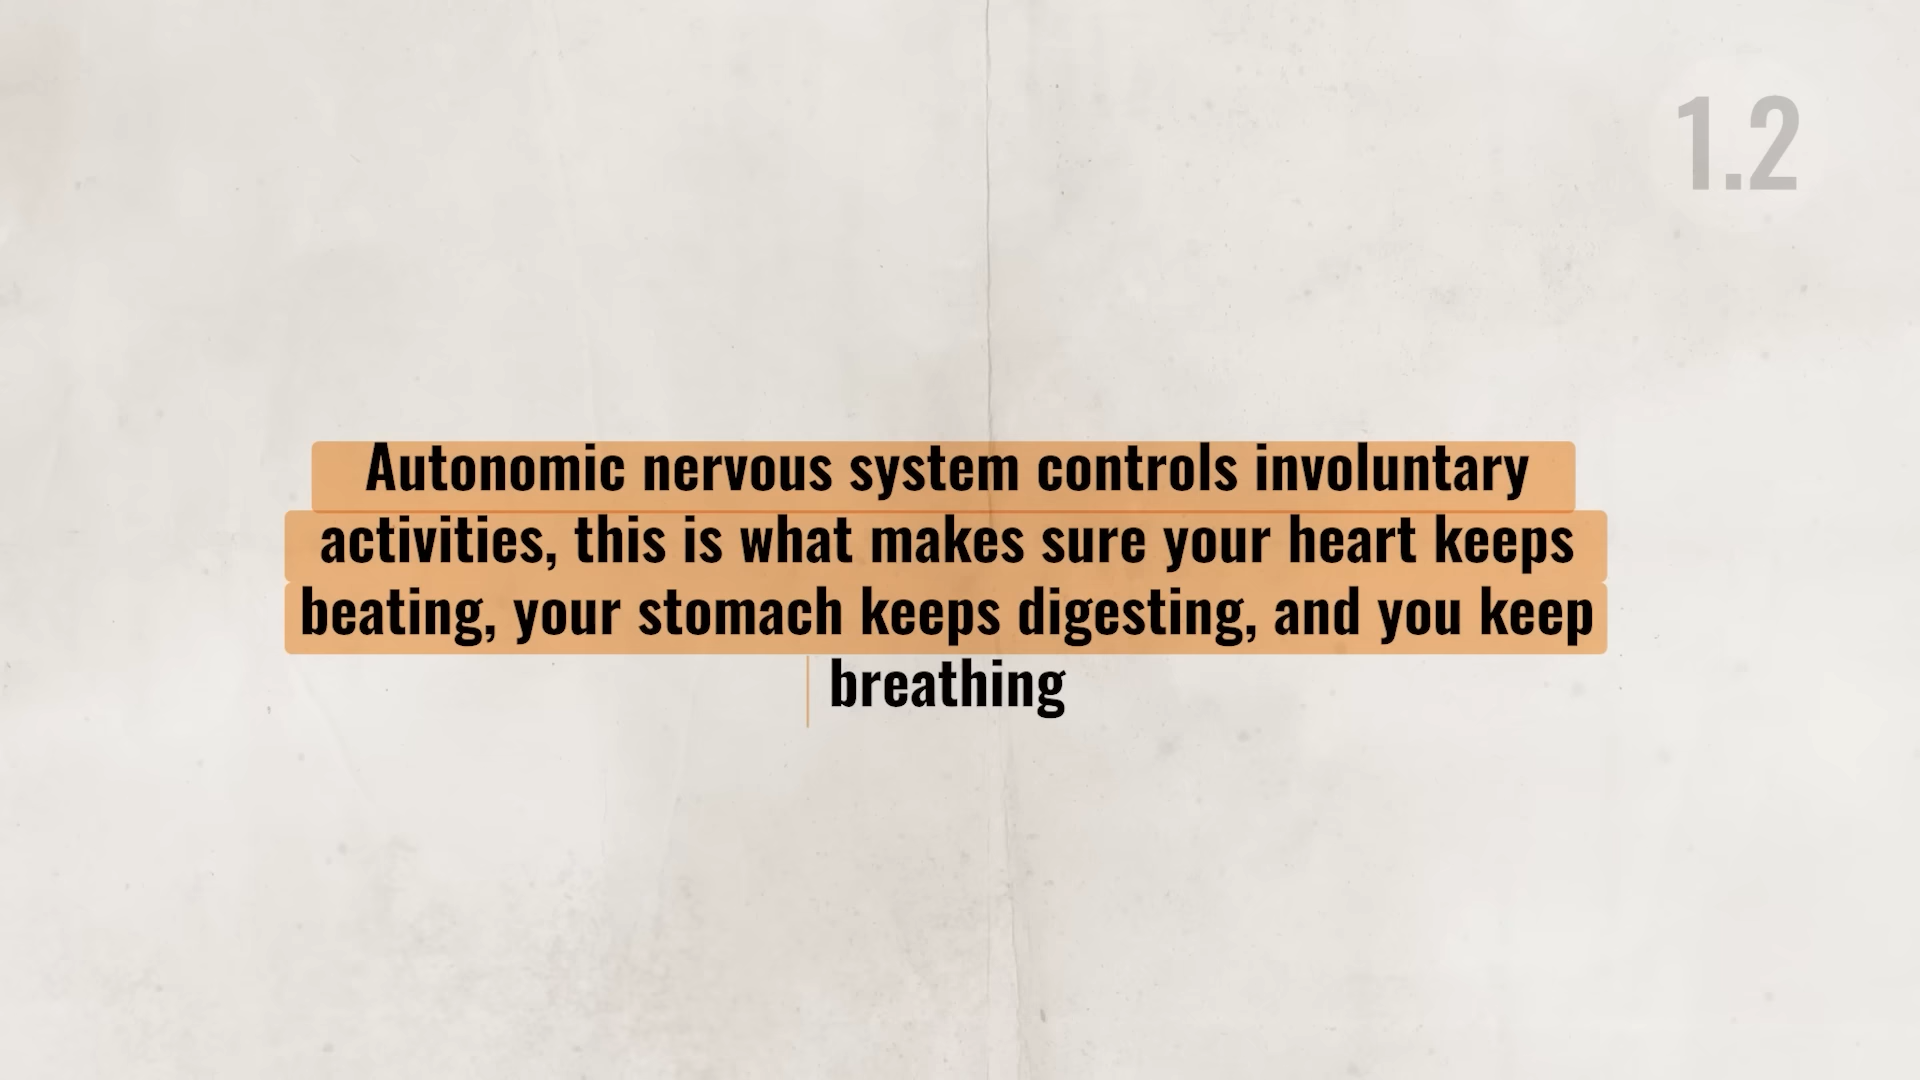 1.2
Autonomic nervous system controls involuntary
activities, this is what makes sure your heart keeps
beating, your stomach keeps digesting, and you keep
breathing